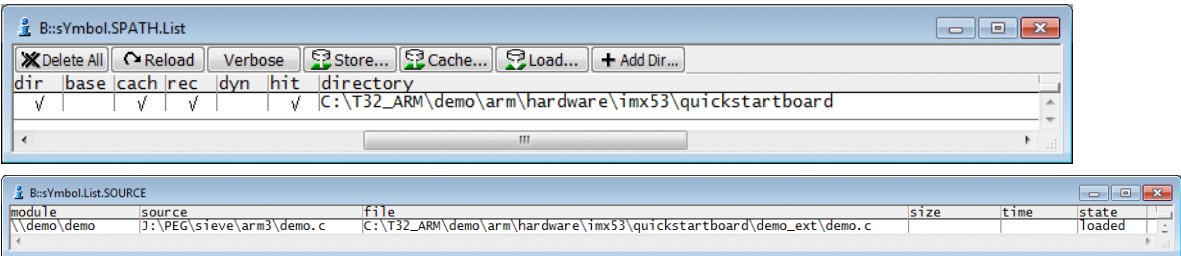 B::sYmbol.SPATH.List
Delete All Reload Verbose Store... Cache... Load... Add Dir...
dir base cach rec dyn hit directory
√ √ √ √ C:\T32_ARM\demo\arm\hardware\imx53\quickstartboard
B::sYmbol.List.SOURCE
module source file size time state
\\demo\demo J:\PEG\sieve\arm3\demo.c C:\T32_ARM\demo\arm\hardware\imx53\quickstartboard\demo_ext\demo.c loaded